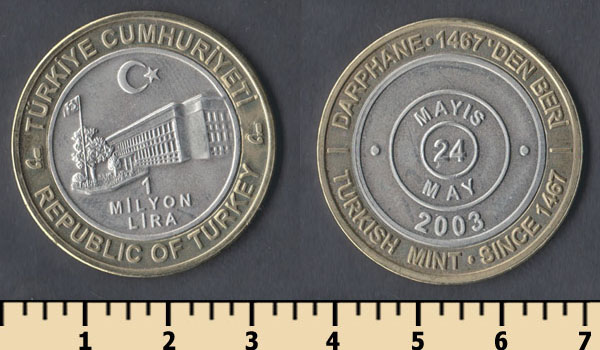 TÜRKİYE CUMHURİYETİ
1
MİLYON
LİRA
REPUBLIC OF TURKEY
DARPHANE • 1467 'DEN BERİ
MAYIS
24
MAY
2003
TURKISH MINT • SINCE 1467
1 2 3 4 5 6 7